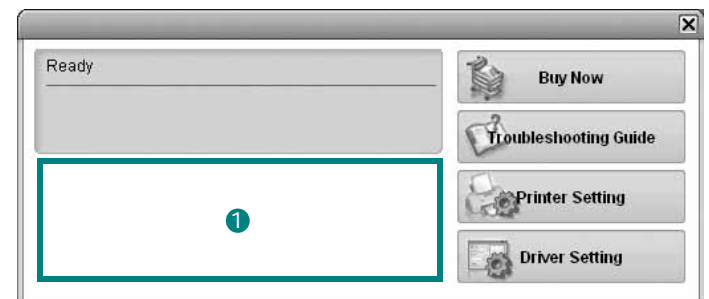 Ready
Buy Now
Troubleshooting Guide
Printer Setting
Driver Setting
1